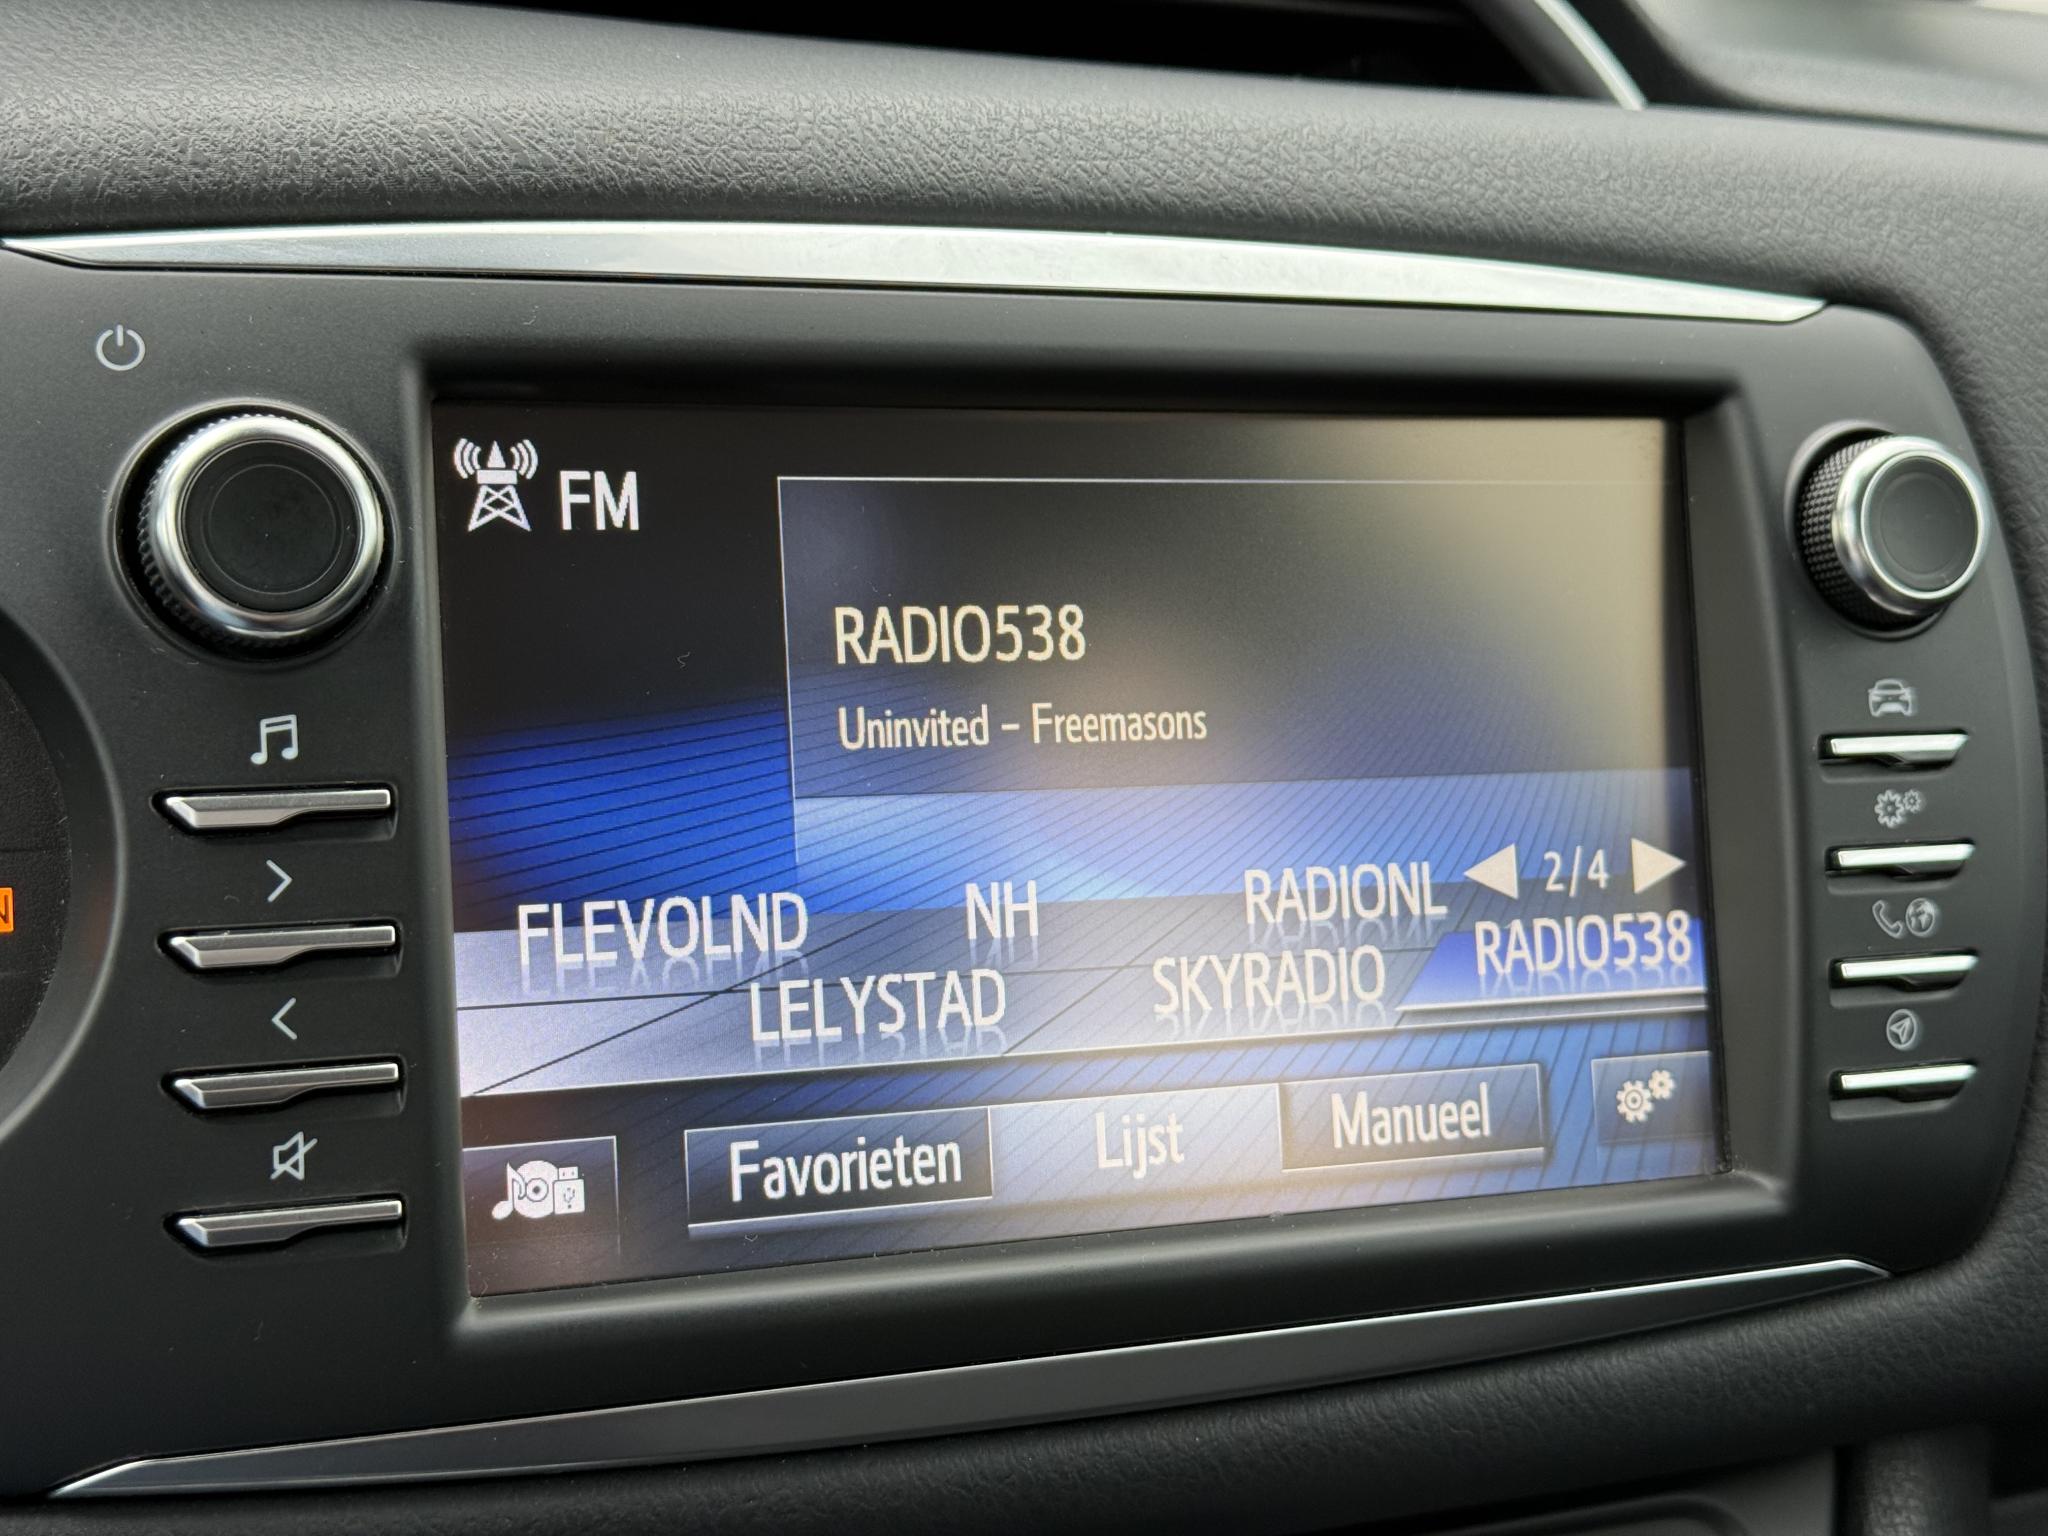 FM
RADIO538
Uninvited – Freemasons
2/4
FLEVOLND NH RADIONL
LELYSTAD SKYRADIO RADIO538
Favorieten Lijst Manueel